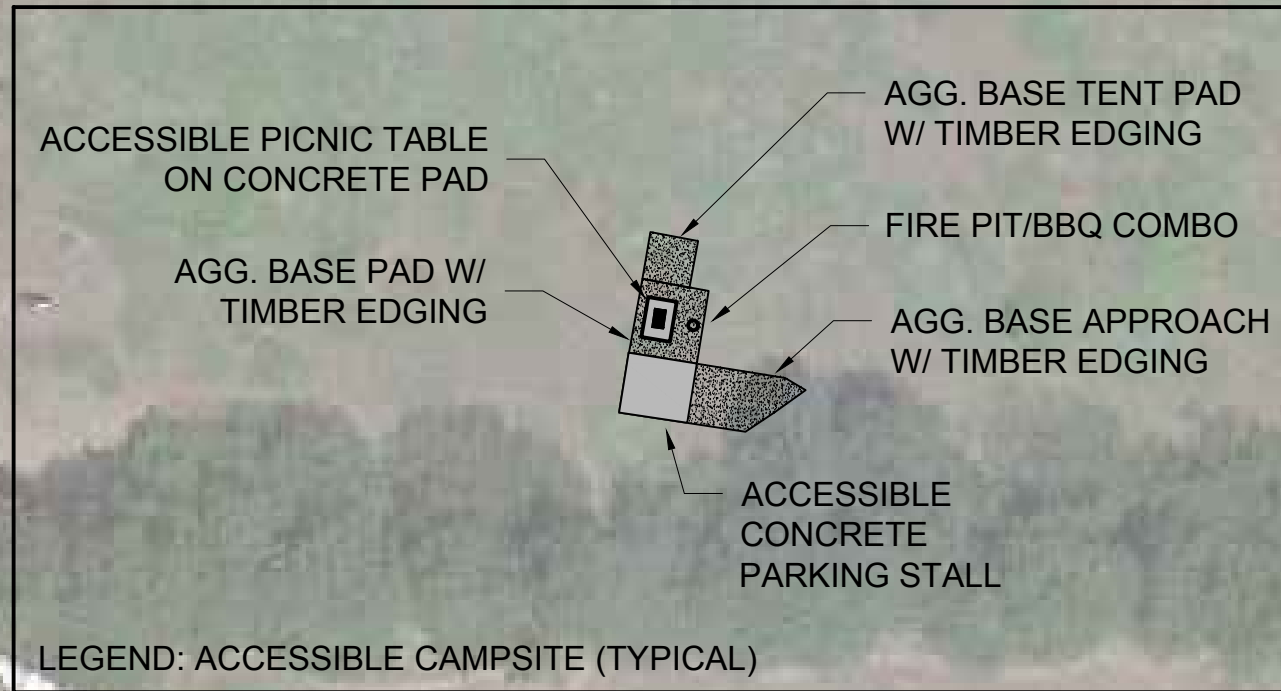 ACCESSIBLE PICNIC TABLE
ON CONCRETE PAD
AGG. BASE PAD W/
TIMBER EDGING
AGG. BASE TENT PAD
W/ TIMBER EDGING
FIRE PIT/BBQ COMBO
AGG. BASE APPROACH
W/ TIMBER EDGING
ACCESSIBLE
CONCRETE
PARKING STALL
LEGEND: ACCESSIBLE CAMPSITE (TYPICAL)